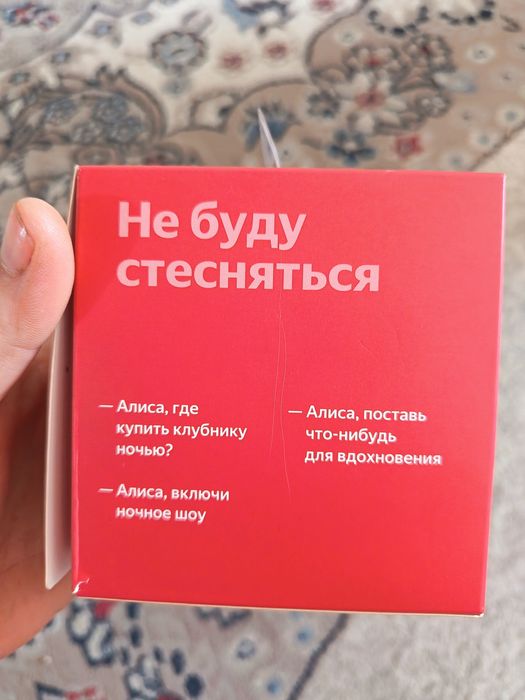 Не буду
стесняться
— Алиса, где
купить клубнику
ночью?
— Алиса, включи
ночное шоу
— Алиса, поставь
что-нибудь
для вдохновения